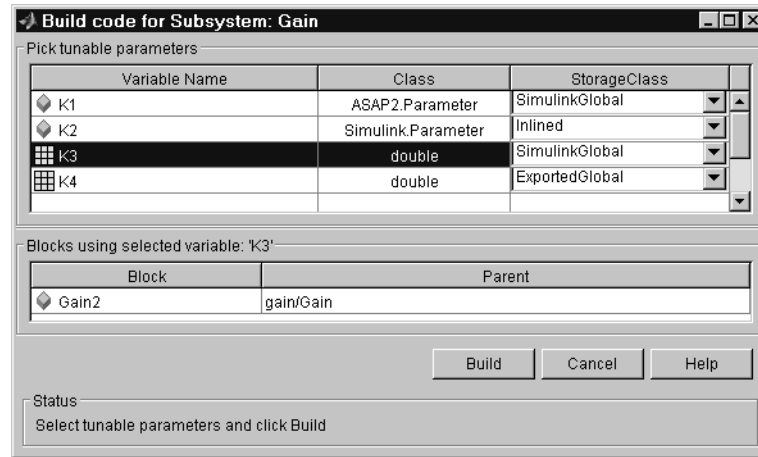 Build code for Subsystem: Gain
Pick tunable parameters
Variable Name Class StorageClass
K1 ASAP2.Parameter SimulinkGlobal
K2 Simulink.Parameter Inlined
K3 double SimulinkGlobal
K4 double ExportedGlobal
Blocks using selected variable: 'K3'
Block Parent
Gain2 gain/Gain
Build Cancel Help
Status
Select tunable parameters and click Build